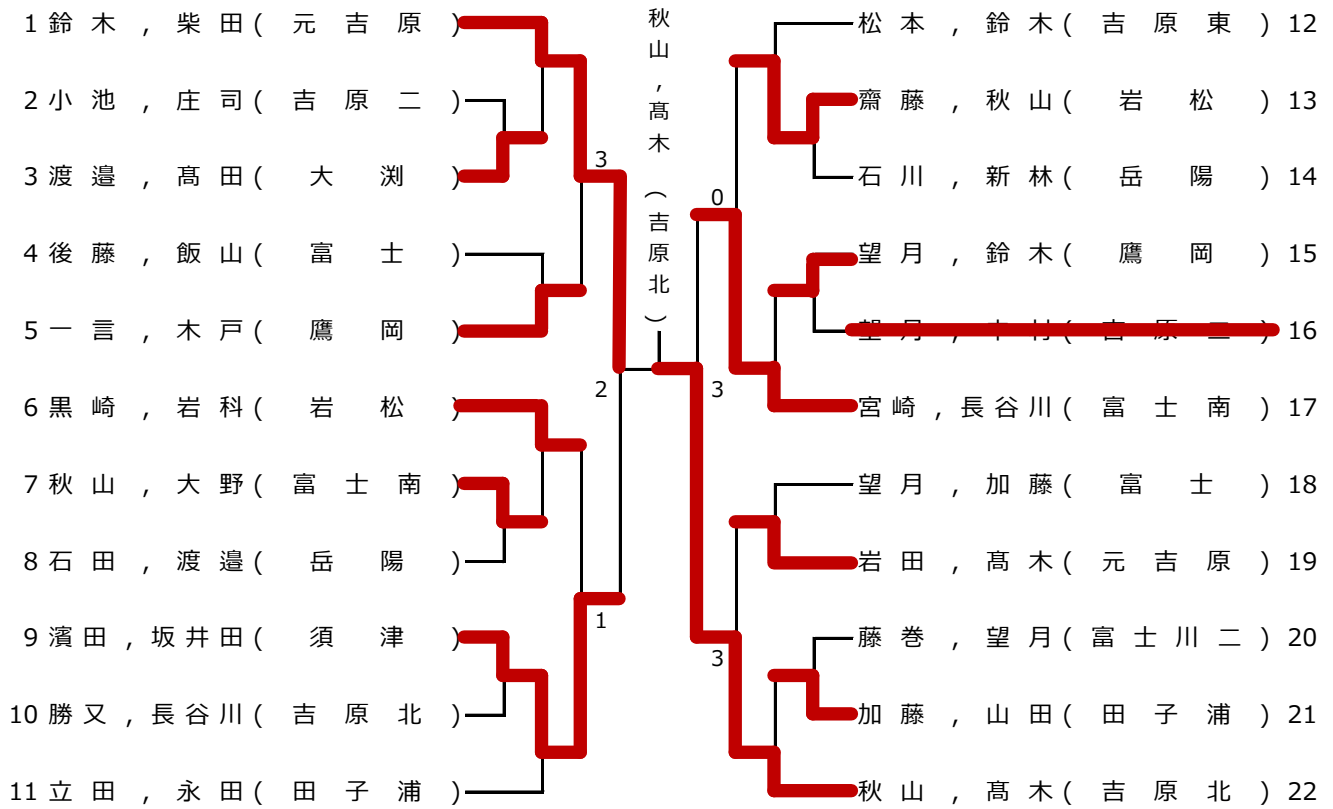 1 鈴木 , 柴田( 元吉原 )
2 小池 , 庄司( 吉原二 )
3 渡邉 , 髙田( 大渕 )
4 後藤 , 飯山( 富士 )
5 一言 , 木戸( 鷹岡 )
6 黒崎 , 岩科( 岩松 )
7 秋山 , 大野( 富士南 )
8 石田 , 渡邉( 岳陽 )
9 濱田 , 坂井田( 須津 )
10 勝又 , 長谷川( 吉原北 )
11 立田 , 永田( 田子浦 )
3
2
1
秋山 , 髙木 (吉原北)
0
3
3
松本 , 鈴木( 吉原東 ) 12
齋藤 , 秋山( 岩松 ) 13
石川 , 新林( 岳陽 ) 14
望月 , 鈴木( 鷹岡 ) 15
望月 , ( 吉原二 ) 16
宮崎 , 長谷川( 富士南 ) 17
望月 , 加藤( 富士 ) 18
岩田 , 髙木( 元吉原 ) 19
藤巻 , 望月( 富士川二 ) 20
加藤 , 山田( 田子浦 ) 21
秋山 , 髙木( 吉原北 ) 22